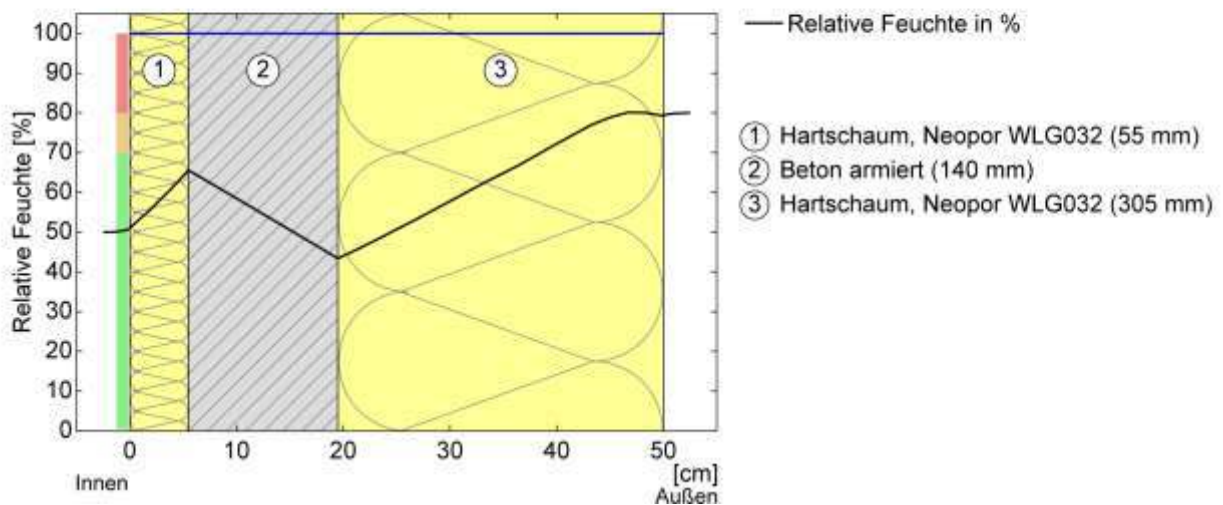 Relative Feuchte [%]
100
90
80
70
60
50
40
30
20
10
0
1
2
3
0
10
20
30
40
50
[cm]
Innen
Außen
Relative Feuchte in %
1 Hartschaum, Neopor WLG032 (55 mm)
2 Beton armiert (140 mm)
3 Hartschaum, Neopor WLG032 (305 mm)